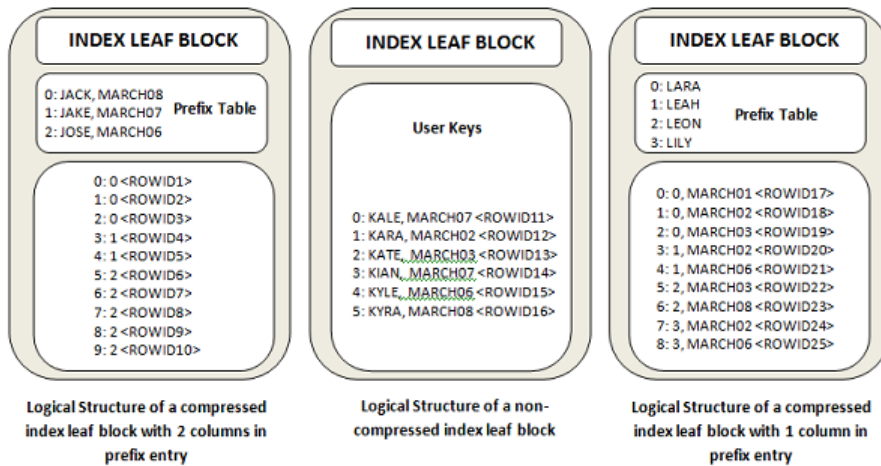 INDEX LEAF BLOCK
0: JACK, MARCH08
1: JAKE, MARCH07
2: JOSE, MARCH06
Prefix Table
0: 0 <ROWID1>
1: 0 <ROWID2>
2: 0 <ROWID3>
3: 1 <ROWID4>
4: 1 <ROWID5>
5: 2 <ROWID6>
6: 2 <ROWID7>
7: 2 <ROWID8>
8: 2 <ROWID9>
9: 2 <ROWID10>
Logical Structure of a compressed
index leaf block with 2 columns in
prefix entry
INDEX LEAF BLOCK
User Keys
0: KALE, MARCH07 <ROWID11>
1: KARA, MARCH02 <ROWID12>
2: KATE, MARCH03 <ROWID13>
3: KIAN, MARCH07 <ROWID14>
4: KYLE, MARCH06 <ROWID15>
5: KYRA, MARCH08 <ROWID16>
Logical Structure of a non-
compressed index leaf block
INDEX LEAF BLOCK
0: LARA
1: LEAH
2: LEON
3: LILY
Prefix Table
0: 0, MARCH01 <ROWID17>
1: 0, MARCH02 <ROWID18>
2: 0, MARCH03 <ROWID19>
3: 1, MARCH02 <ROWID20>
4: 1, MARCH06 <ROWID21>
5: 2, MARCH03 <ROWID22>
6: 2, MARCH08 <ROWID23>
7: 3, MARCH02 <ROWID24>
8: 3, MARCH06 <ROWID25>
Logical Structure of a compressed
index leaf block with 1 column in
prefix entry